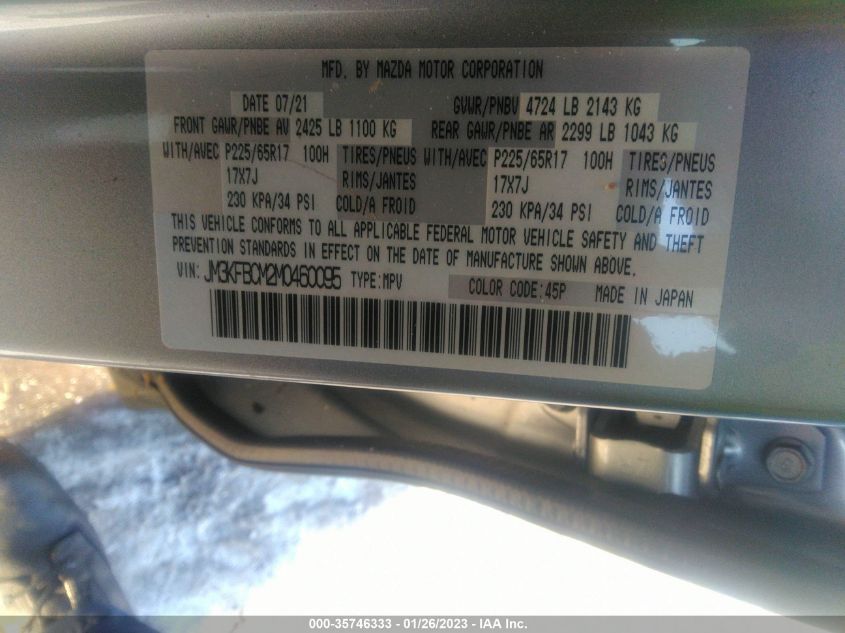 MFD. BY MAZDA MOTOR CORPORATION
DATE 07/21 GVWR/PNBV 4724 LB 2143 KG
FRONT GAWR/PNBE AV 2425 LB 1100 KG REAR GAWR/PNBE AR 2299 LB 1043 KG
WITH/AVEC P225/65R17 100H TIRES/PNEUS WITH/AVEC P225/65R17 100H TIRES/PNEUS
17X7J RIMS/JANTES 17X7J RIMS/JANTES
230 KPA/34 PSI COLD/A FROID 230 KPA/34 PSI COLD/A FROID
THIS VEHICLE CONFORMS TO ALL APPLICABLE FEDERAL MOTOR VEHICLE SAFETY AND THEFT
PREVENTION STANDARDS IN EFFECT ON THE DATE OF MANUFACTURE SHOWN ABOVE.
VIN: JM3KFBCM2M0460095 TYPE:MPV COLOR CODE:45P MADE IN JAPAN
000-35746333 — 01/26/2023 — IAA Inc.